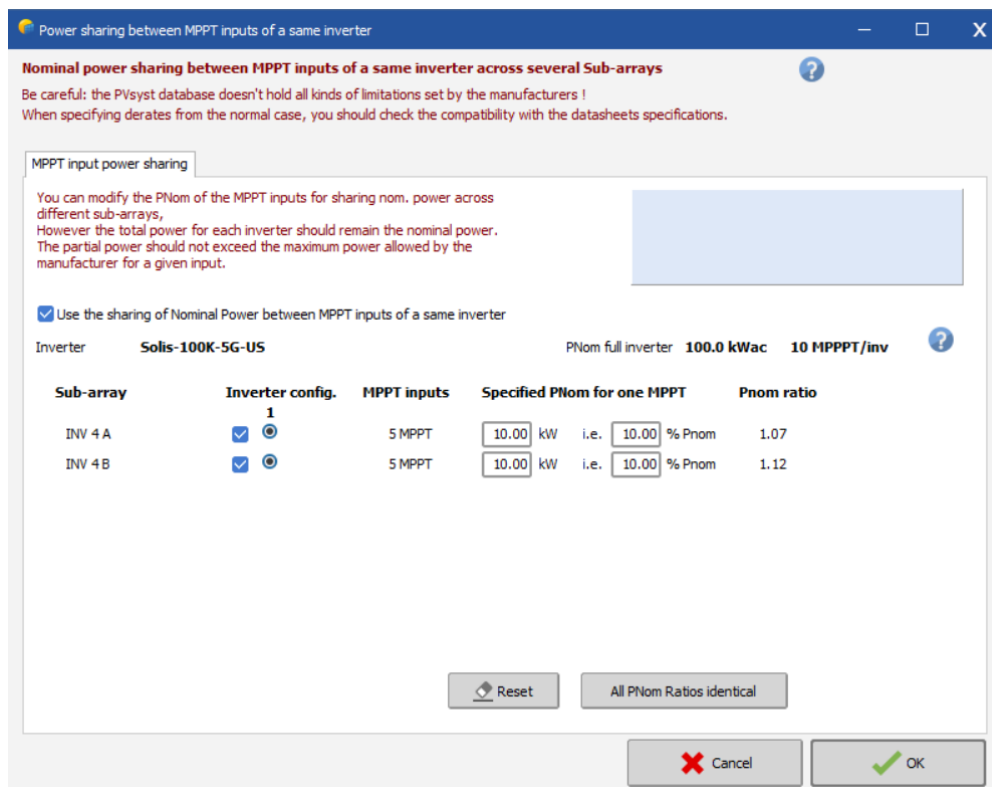 Power sharing between MPPT inputs of a same inverter
Nominal power sharing between MPPT inputs of a same inverter across several Sub-arrays
Be careful: the PVsyst database doesn't hold all kinds of limitations set by the manufacturers !
When specifying derates from the normal case, you should check the compatibility with the datasheets specifications.
MPPT input power sharing
You can modify the PNom of the MPPT inputs for sharing nom. power across
different sub-arrays,
However the total power for each inverter should remain the nominal power.
The partial power should not exceed the maximum power allowed by the
manufacturer for a given input.
Use the sharing of Nominal Power between MPPT inputs of a same inverter
Inverter Solis-100K-5G-US PNom full inverter 100.0 kWac 10 MPPPT/inv
Sub-array Inverter config. MPPT inputs Specified PNom for one MPPT Pnom ratio
1
INV 4 A 5 MPPT 10.00 kW i.e. 10.00 % Pnom 1.07
INV 4 B 5 MPPT 10.00 kW i.e. 10.00 % Pnom 1.12
Reset All PNom Ratios identical
Cancel OK